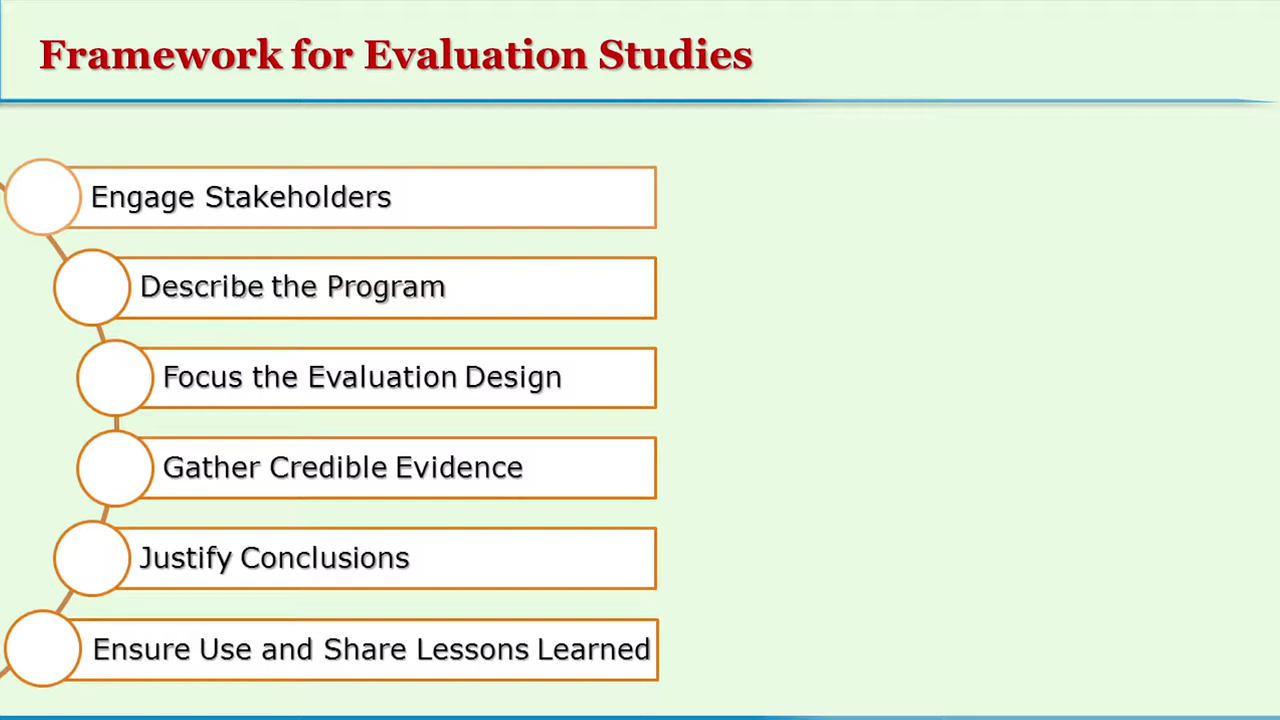 Framework for Evaluation Studies
Engage Stakeholders
Describe the Program
Focus the Evaluation Design
Gather Credible Evidence
Justify Conclusions
Ensure Use and Share Lessons Learned